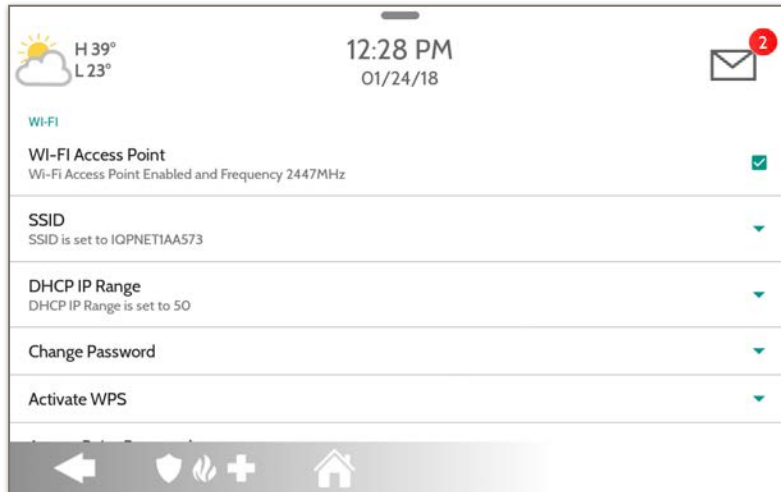 H 39°
L 23°
12:28 PM
01/24/18
2
WI-FI
WI-FI Access Point
Wi-Fi Access Point Enabled and Frequency 2447MHz
SSID
SSID is set to IQPNET1AA573
DHCP IP Range
DHCP IP Range is set to 50
Change Password
Activate WPS